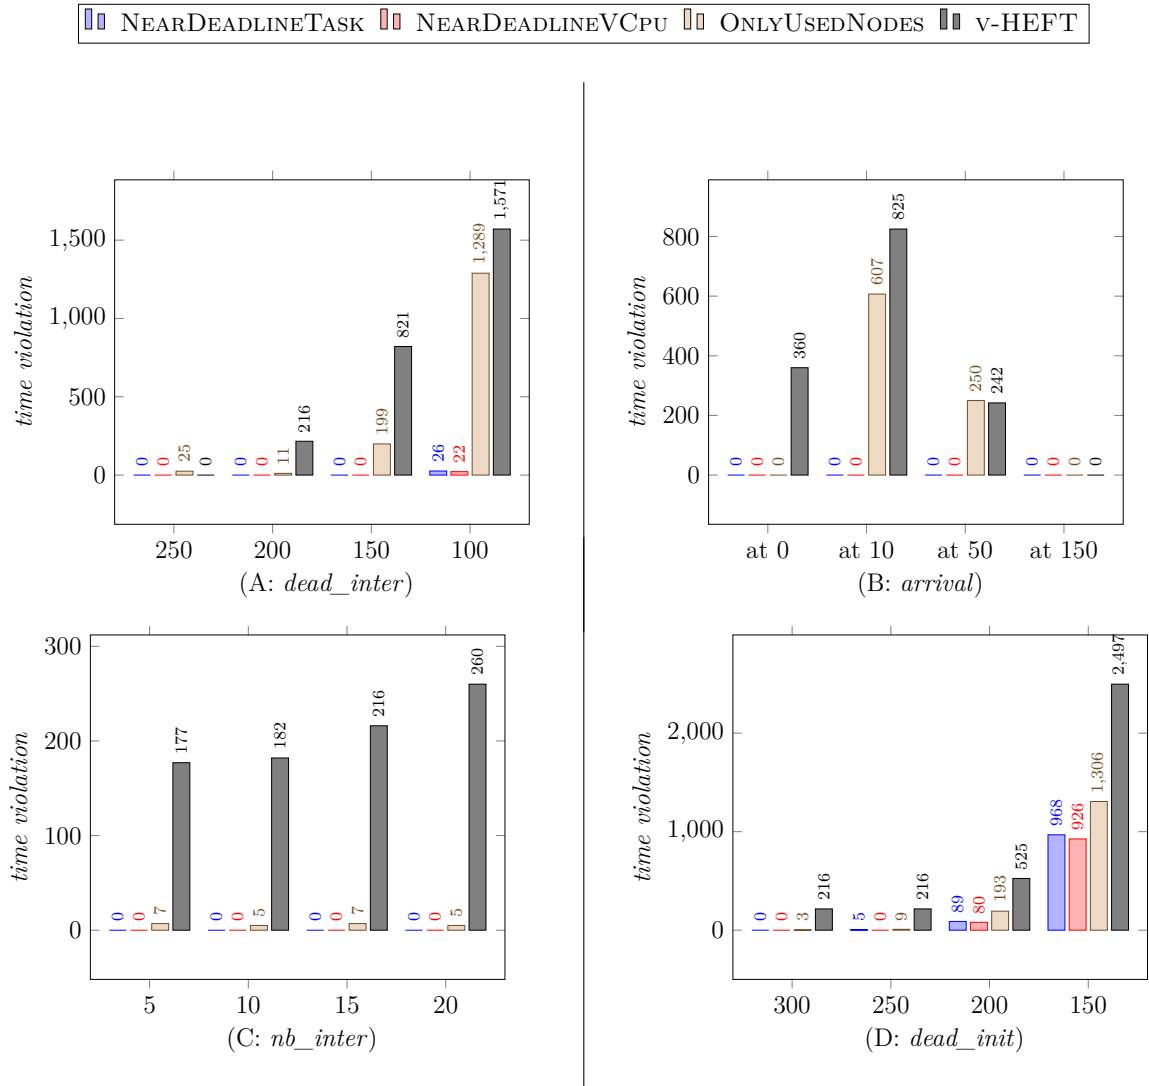 NEARDEADLINETASK NEARDEADLINEVCPU ONLYUSEDNODES V-HEFT
time violation
1,500
1,000
500
0
0 0 25 0
0 0 11 216
0 0 199 821
26 22 1,289 1,571
250 200 150 100
(A: dead_inter)
time violation
800
600
400
200
0
0 0 0 360
0 0 607 825
0 0 250 242
0 0 0 0
at 0 at 10 at 50 at 150
(B: arrival)
time violation
300
200
100
0
0 0 7 177
0 0 5 182
0 0 7 216
0 0 5 260
5 10 15 20
(C: nb_inter)
time violation
2,000
1,000
0
0 0 3 216
5 0 9 216
89 80 193 525
968 926 1,306 2,497
300 250 200 150
(D: dead_init)